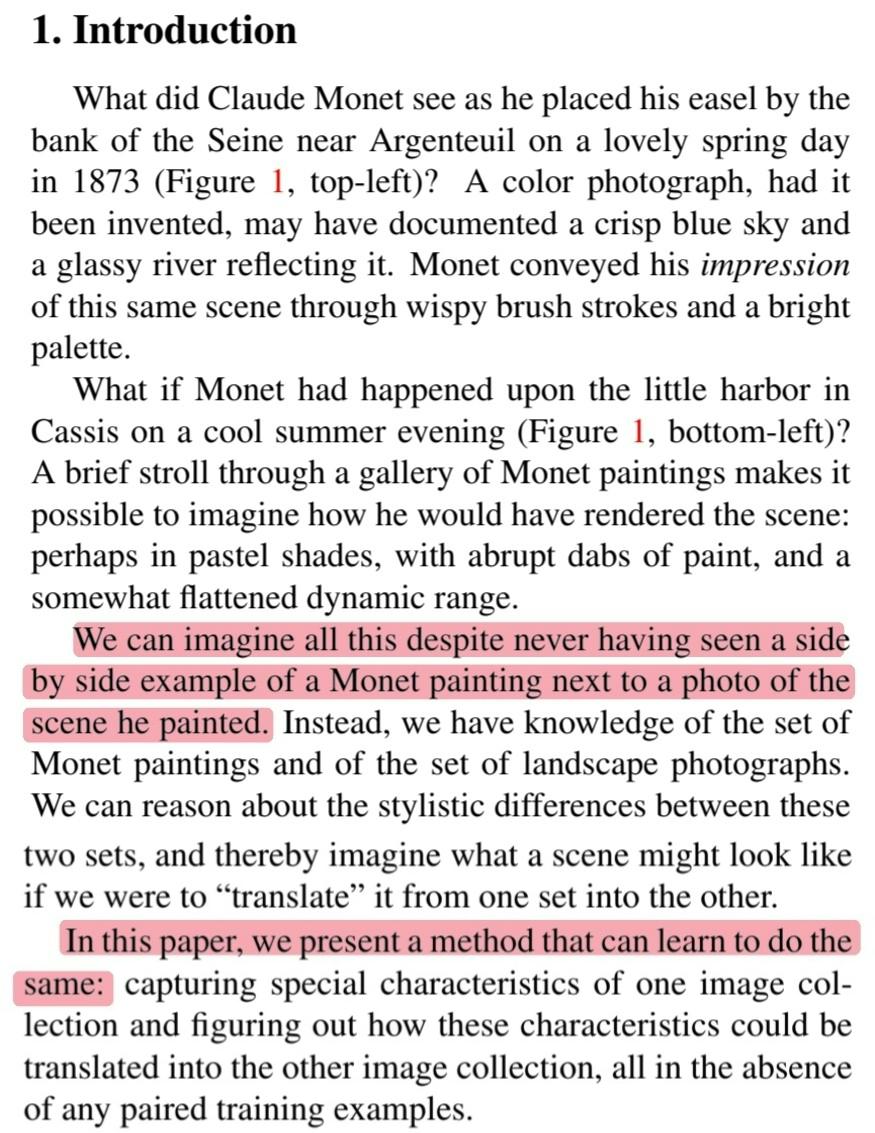 1. Introduction
What did Claude Monet see as he placed his easel by the
bank of the Seine near Argenteuil on a lovely spring day
in 1873 (Figure 1, top-left)? A color photograph, had it
been invented, may have documented a crisp blue sky and
a glassy river reflecting it. Monet conveyed his impression
of this same scene through wispy brush strokes and a bright
palette.
What if Monet had happened upon the little harbor in
Cassis on a cool summer evening (Figure 1, bottom-left)?
A brief stroll through a gallery of Monet paintings makes it
possible to imagine how he would have rendered the scene:
perhaps in pastel shades, with abrupt dabs of paint, and a
somewhat flattened dynamic range.
We can imagine all this despite never having seen a side
by side example of a Monet painting next to a photo of the
scene he painted. Instead, we have knowledge of the set of
Monet paintings and of the set of landscape photographs.
We can reason about the stylistic differences between these
two sets, and thereby imagine what a scene might look like
if we were to “translate” it from one set into the other.
In this paper, we present a method that can learn to do the
same: capturing special characteristics of one image col-
lection and figuring out how these characteristics could be
translated into the other image collection, all in the absence
of any paired training examples.